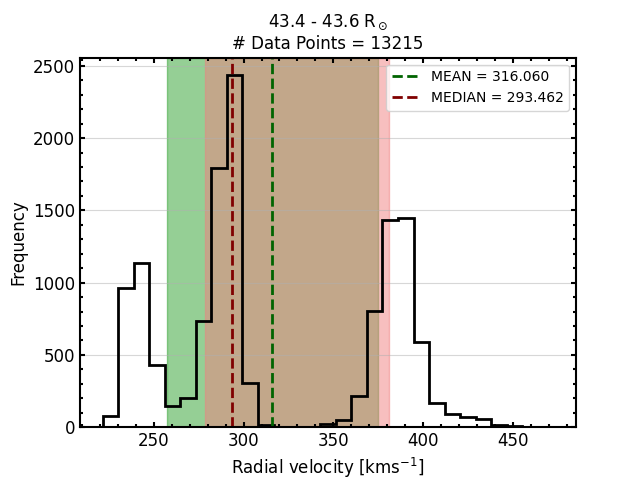 43.4 - 43.6 R⊙
# Data Points = 13215
MEAN = 316.060
MEDIAN = 293.462
2500
2000
1500
1000
500
0
Frequency
250 300 350 400 450
Radial velocity [kms⁻¹]